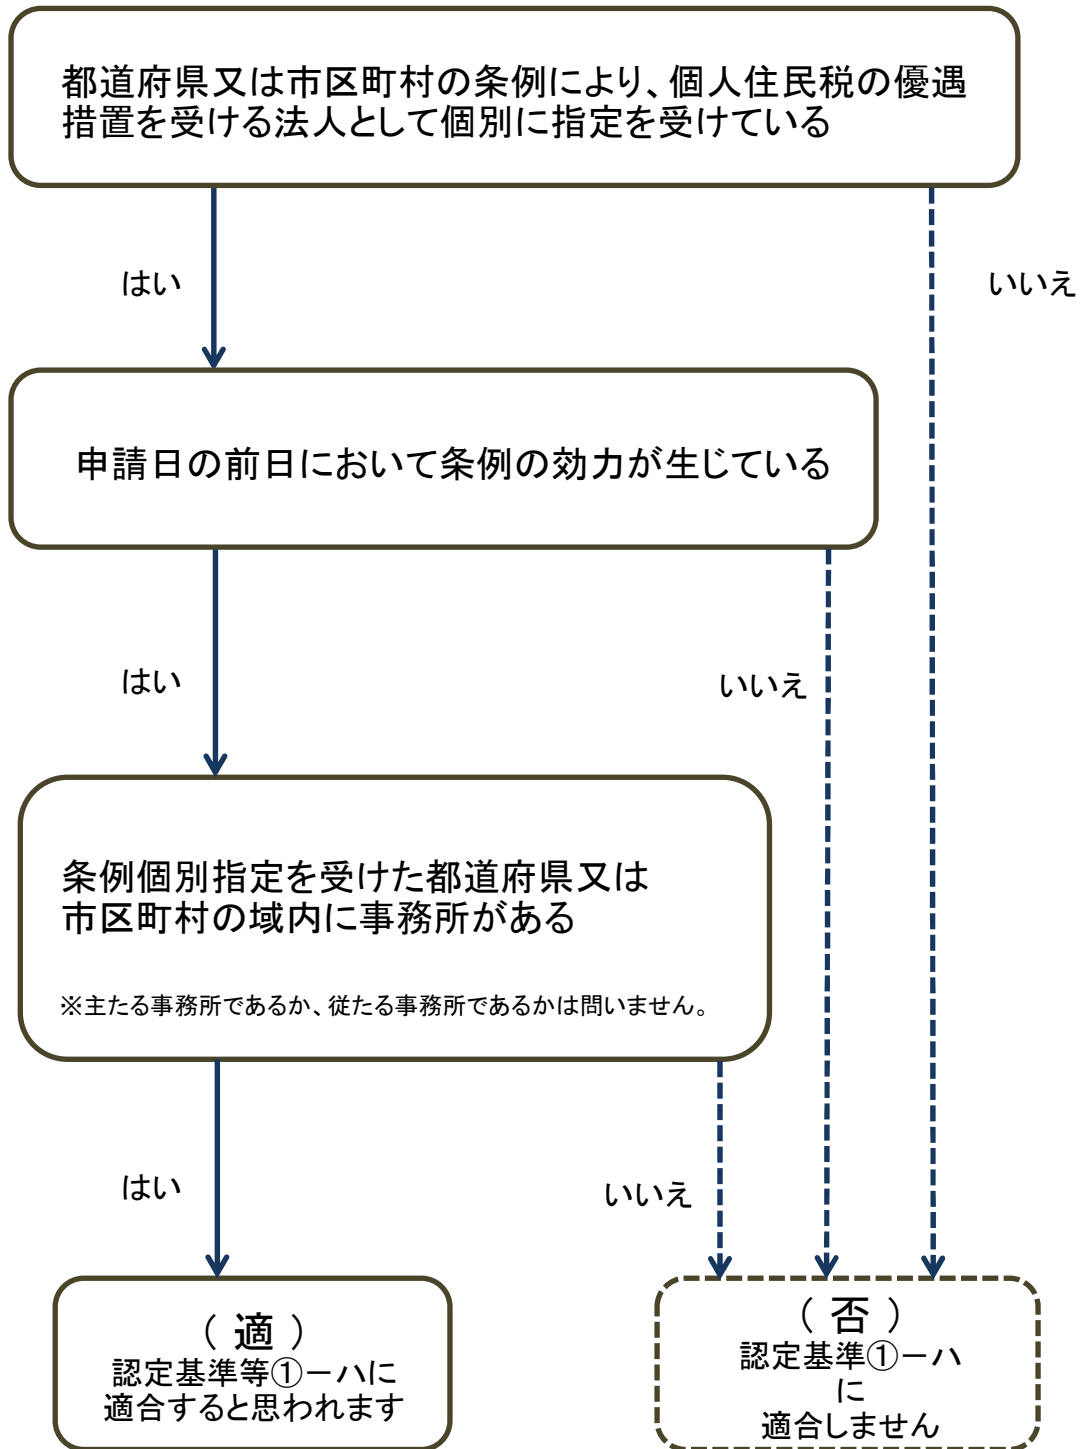 都道府県又は市区町村の条例により、個人住民税の優遇
措置を受ける法人として個別に指定を受けている
はい
いいえ
申請日の前日において条例の効力が生じている
はい
いいえ
条例個別指定を受けた都道府県又は
市区町村の域内に事務所がある
※主たる事務所であるか、従たる事務所であるかは問いません。
はい
いいえ
（ 適 ）
認定基準等①－ハに
適合すると思われます
（ 否 ）
認定基準①－ハ
に
適合しません